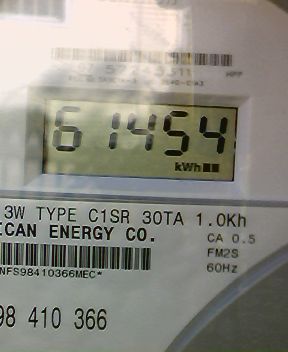 61454
kWh
3W TYPE C1SR 30TA 1.0Kh
ICAN ENERGY CO.
CA 0.5
FM2S
60Hz
NFS98410366MEC*
98 410 366